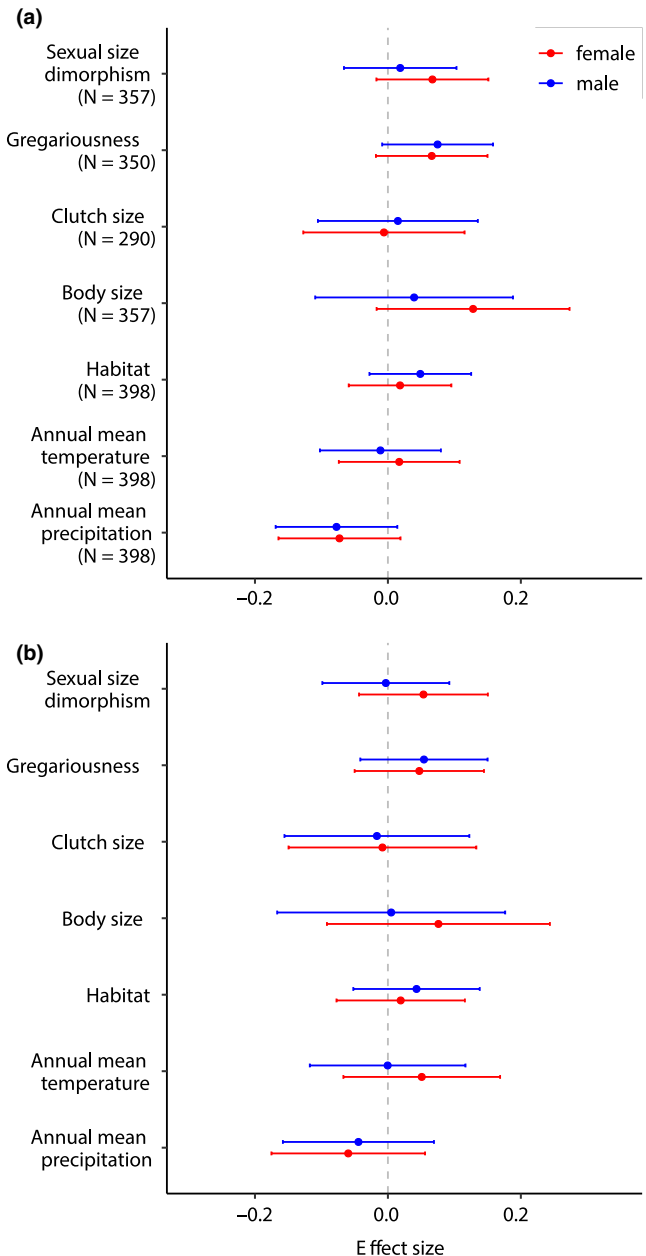 (a)
female
male
Sexual size
dimorphism
(N = 357)
Gregariousness
(N = 350)
Clutch size
(N = 290)
Body size
(N = 357)
Habitat
(N = 398)
Annual mean
temperature
(N = 398)
Annual mean
precipitation
(N = 398)
−0.2 0.0 0.2
(b)
Sexual size
dimorphism
Gregariousness
Clutch size
Body size
Habitat
Annual mean
temperature
Annual mean
precipitation
−0.2 0.0 0.2
E ffect size